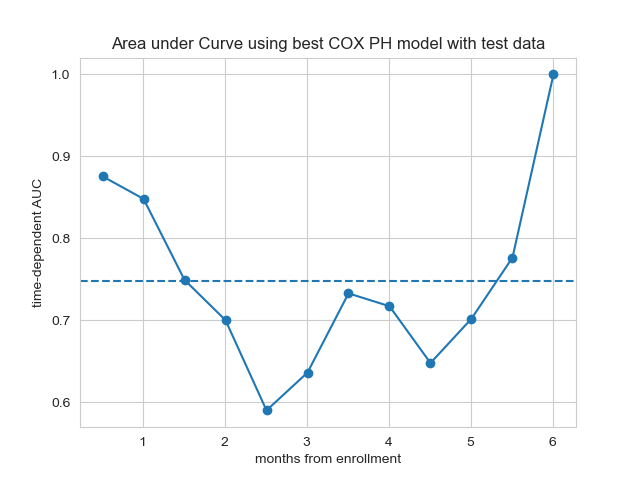 Area under Curve using best COX PH model with test data
time-dependent AUC
1.0
0.9
0.8
0.7
0.6
1 2 3 4 5 6
months from enrollment